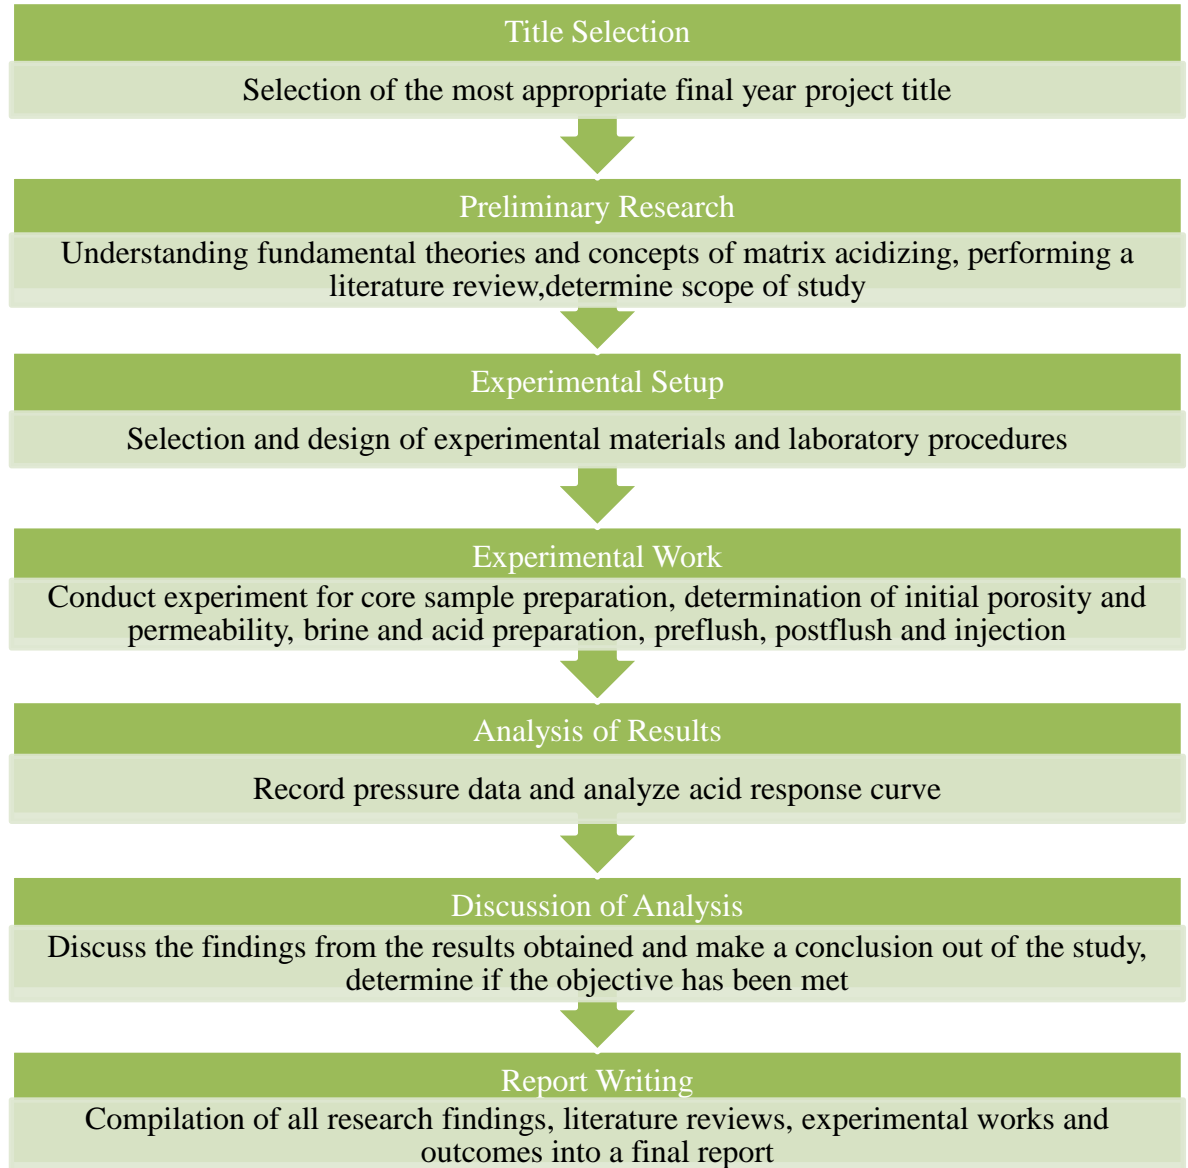 Title Selection
Selection of the most appropriate final year project title
Preliminary Research
Understanding fundamental theories and concepts of matrix acidizing, performing a
literature review,determine scope of study
Experimental Setup
Selection and design of experimental materials and laboratory procedures
Experimental Work
Conduct experiment for core sample preparation, determination of initial porosity and
permeability, brine and acid preparation, preflush, postflush and injection
Analysis of Results
Record pressure data and analyze acid response curve
Discussion of Analysis
Discuss the findings from the results obtained and make a conclusion out of the study,
determine if the objective has been met
Report Writing
Compilation of all research findings, literature reviews, experimental works and
outcomes into a final report